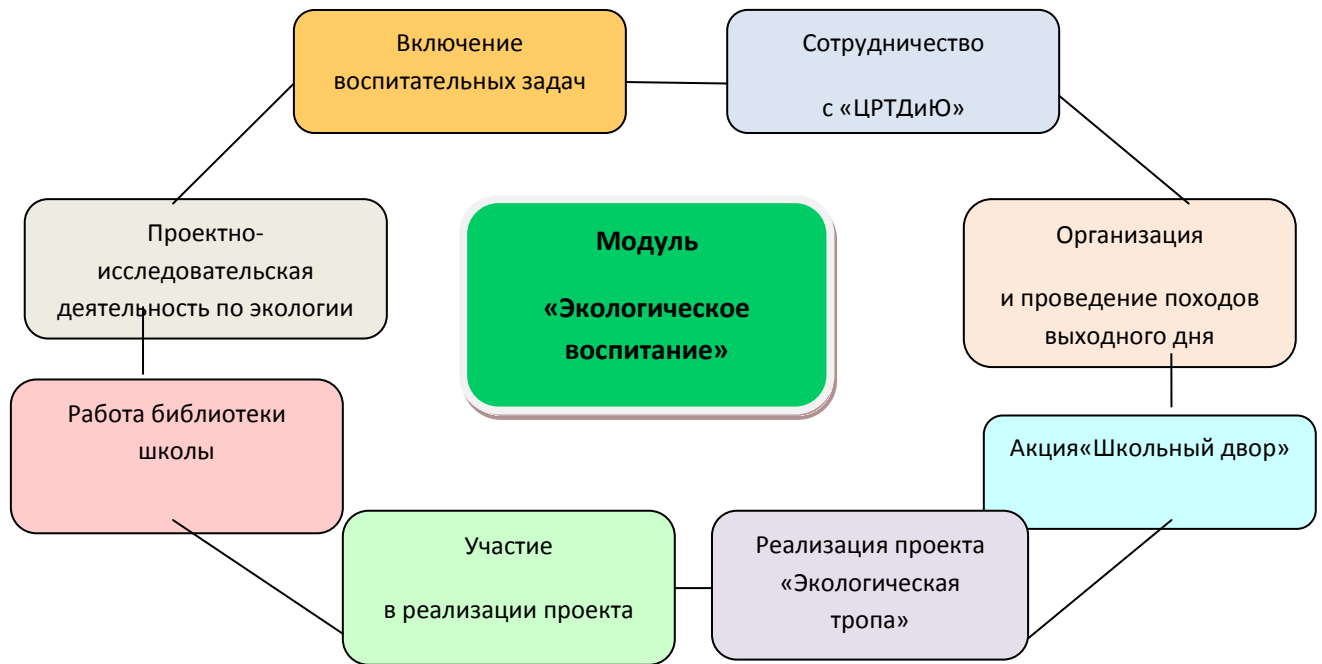 Включение
воспитательных задач
Сотрудничество
с «ЦРТДиЮ»
Проектно-
исследовательская
деятельность по экологии
Модуль
«Экологическое
воспитание»
Организация
и проведение походов
выходного дня
Работа библиотеки
школы
Акция«Школьный двор»
Участие
в реализации проекта
Реализация проекта
«Экологическая
тропа»